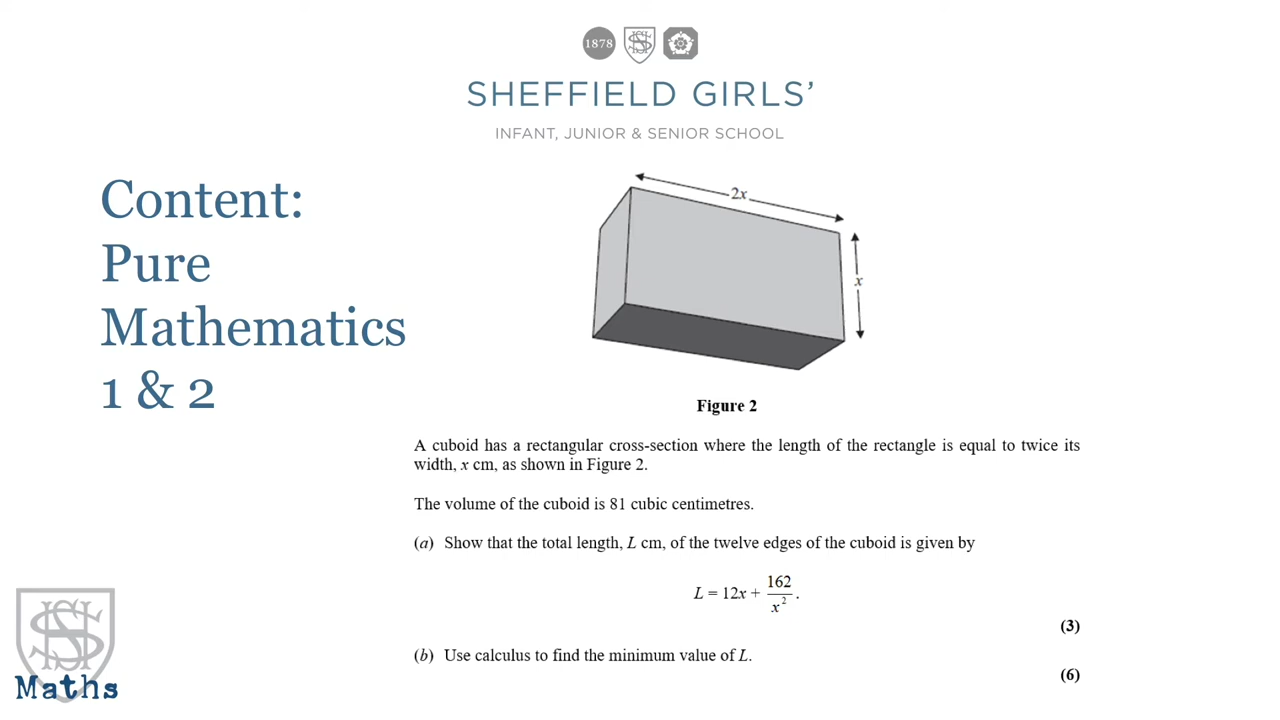 1878
SHEFFIELD GIRLS’
INFANT, JUNIOR & SENIOR SCHOOL
Content:
Pure
Mathematics
1 & 2
2x
x
Figure 2
A cuboid has a rectangular cross-section where the length of the rectangle is equal to twice its
width, x cm, as shown in Figure 2.
The volume of the cuboid is 81 cubic centimetres.
(a) Show that the total length, L cm, of the twelve edges of the cuboid is given by
L = 12x + 162/x².
(3)
(b) Use calculus to find the minimum value of L.
(6)
Maths